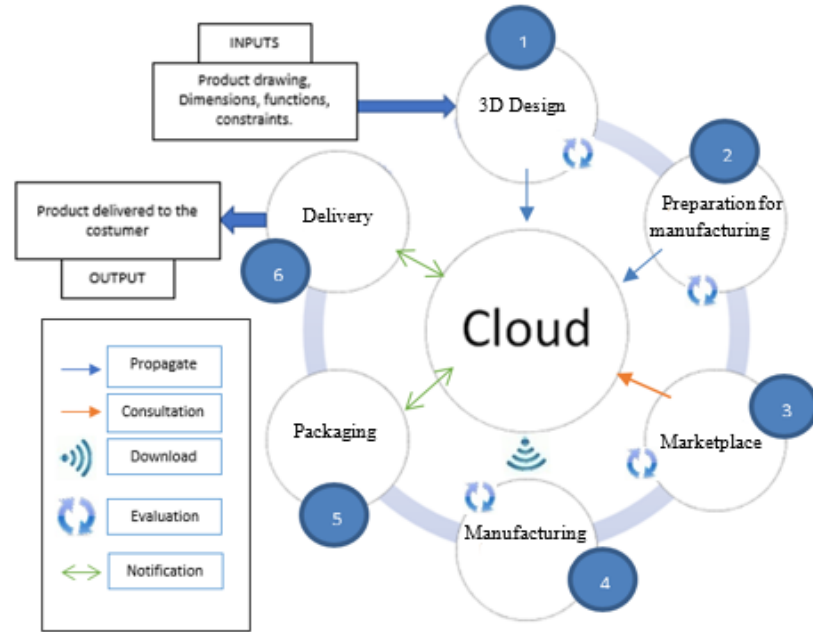 INPUTS
Product drawing,
Dimensions, functions,
constraints.
1
3D Design
2
Preparation for
manufacturing
Product delivered to the
costumer
OUTPUT
Delivery
6
Cloud
3
Marketplace
Packaging
5
Manufacturing
4
Propagate
Consultation
Download
Evaluation
Notification